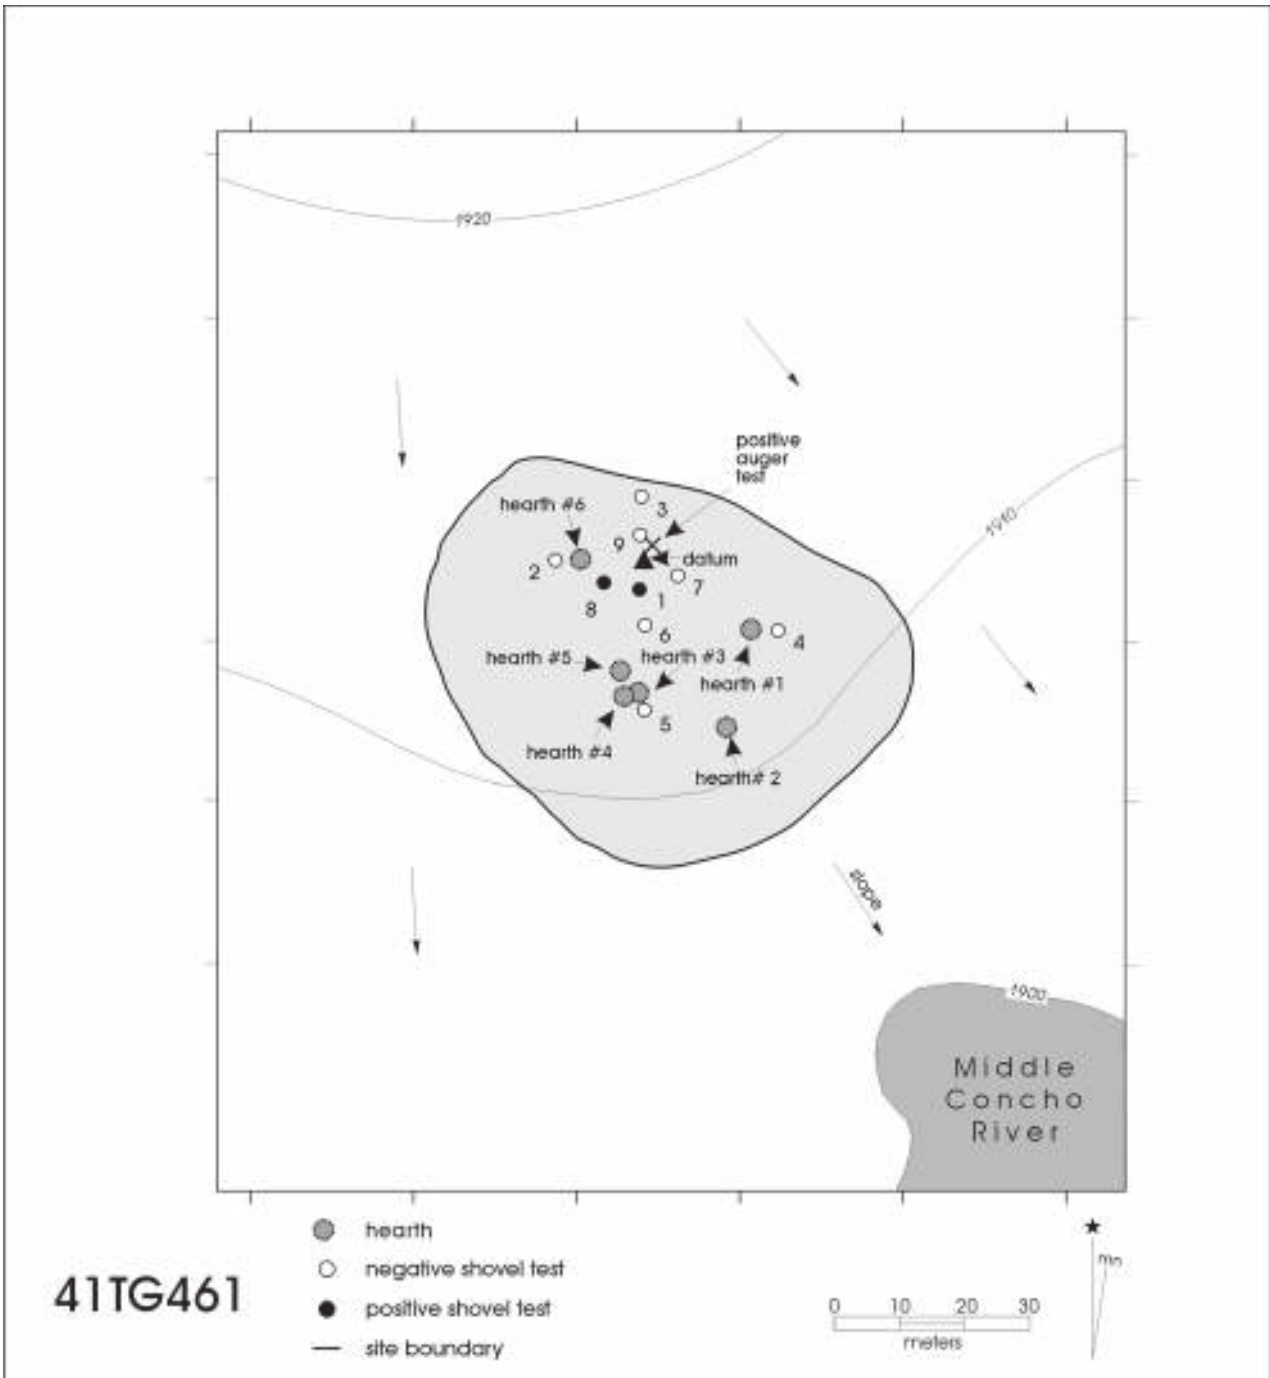 1920
positive
auger
test
hearth #6
3
1910
9
datum
2
7
8
1
6
4
hearth #5
hearth #3
hearth #1
5
hearth #4
hearth# 2
slope
1900
Middle
Concho
River
hearth
negative shovel test
mn
41TG461
positive shovel test
0 10 20 30
meters
site boundary